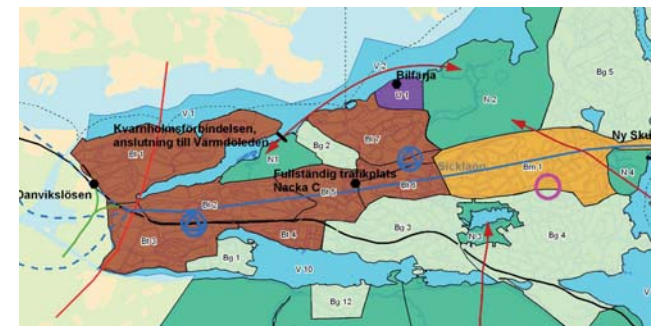 Bg 5
V 2
Bilfärja
U 1
N 2
V 1
Kvarnholmsförbindelsen,
anslutning till Värmdöleden
Bt 1
N 1
Bg 2
Bt 7
Ny Sku
Sicklaön
Fullständig trafikplats
Nacka C
Danvikslösen
Bt 5
Bt 6
Bm 1
N 4
Bt 2
Bt 3
Bt 4
Bg 3
N 3
Bg 4
Bg 1
V 10
Bg 12
V